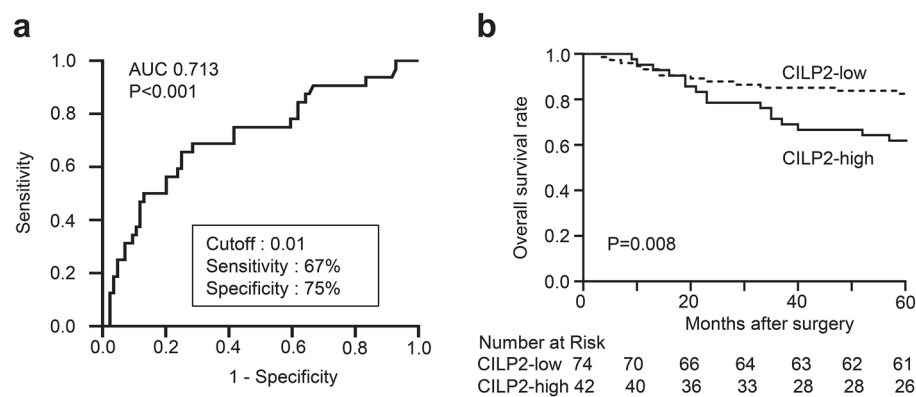 a
AUC 0.713
P<0.001
1.0
0.8
0.6
0.4
0.2
0.0
Sensitivity
Cutoff : 0.01
Sensitivity : 67%
Specificity : 75%
0.0 0.2 0.4 0.6 0.8 1.0
1 - Specificity
b
1.0
0.8
0.6
0.4
0.2
0.0
Overall survival rate
CILP2-low
CILP2-high
P=0.008
0 20 40 60
Months after surgery
Number at Risk
CILP2-low 74 70 66 64 63 62 61
CILP2-high 42 40 36 33 28 28 26